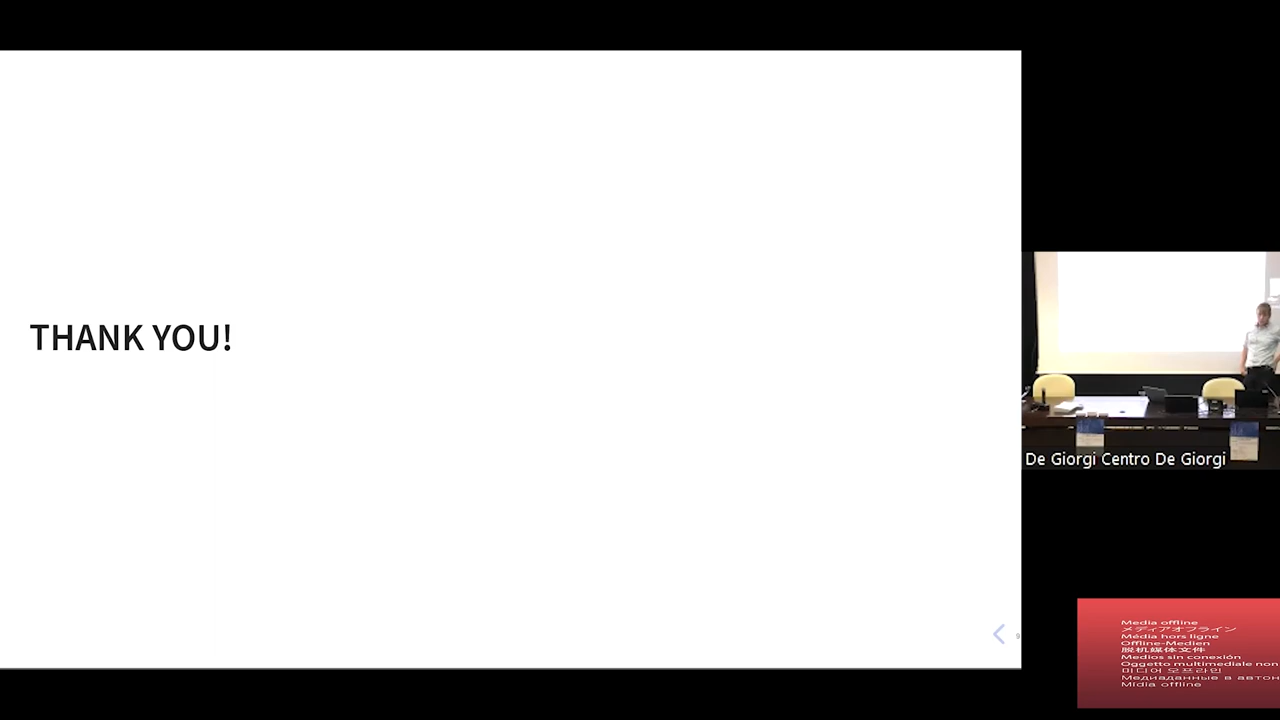 THANK YOU!
De Giorgi Centro De Giorgi
9
Media offline
メディアオフライン
Média hors ligne
Offline-Medien
脱机媒体文件
Medios sin conexión
Oggetto multimediale non
미디어 오프라인
Медиаданные в автон
Mídia offline